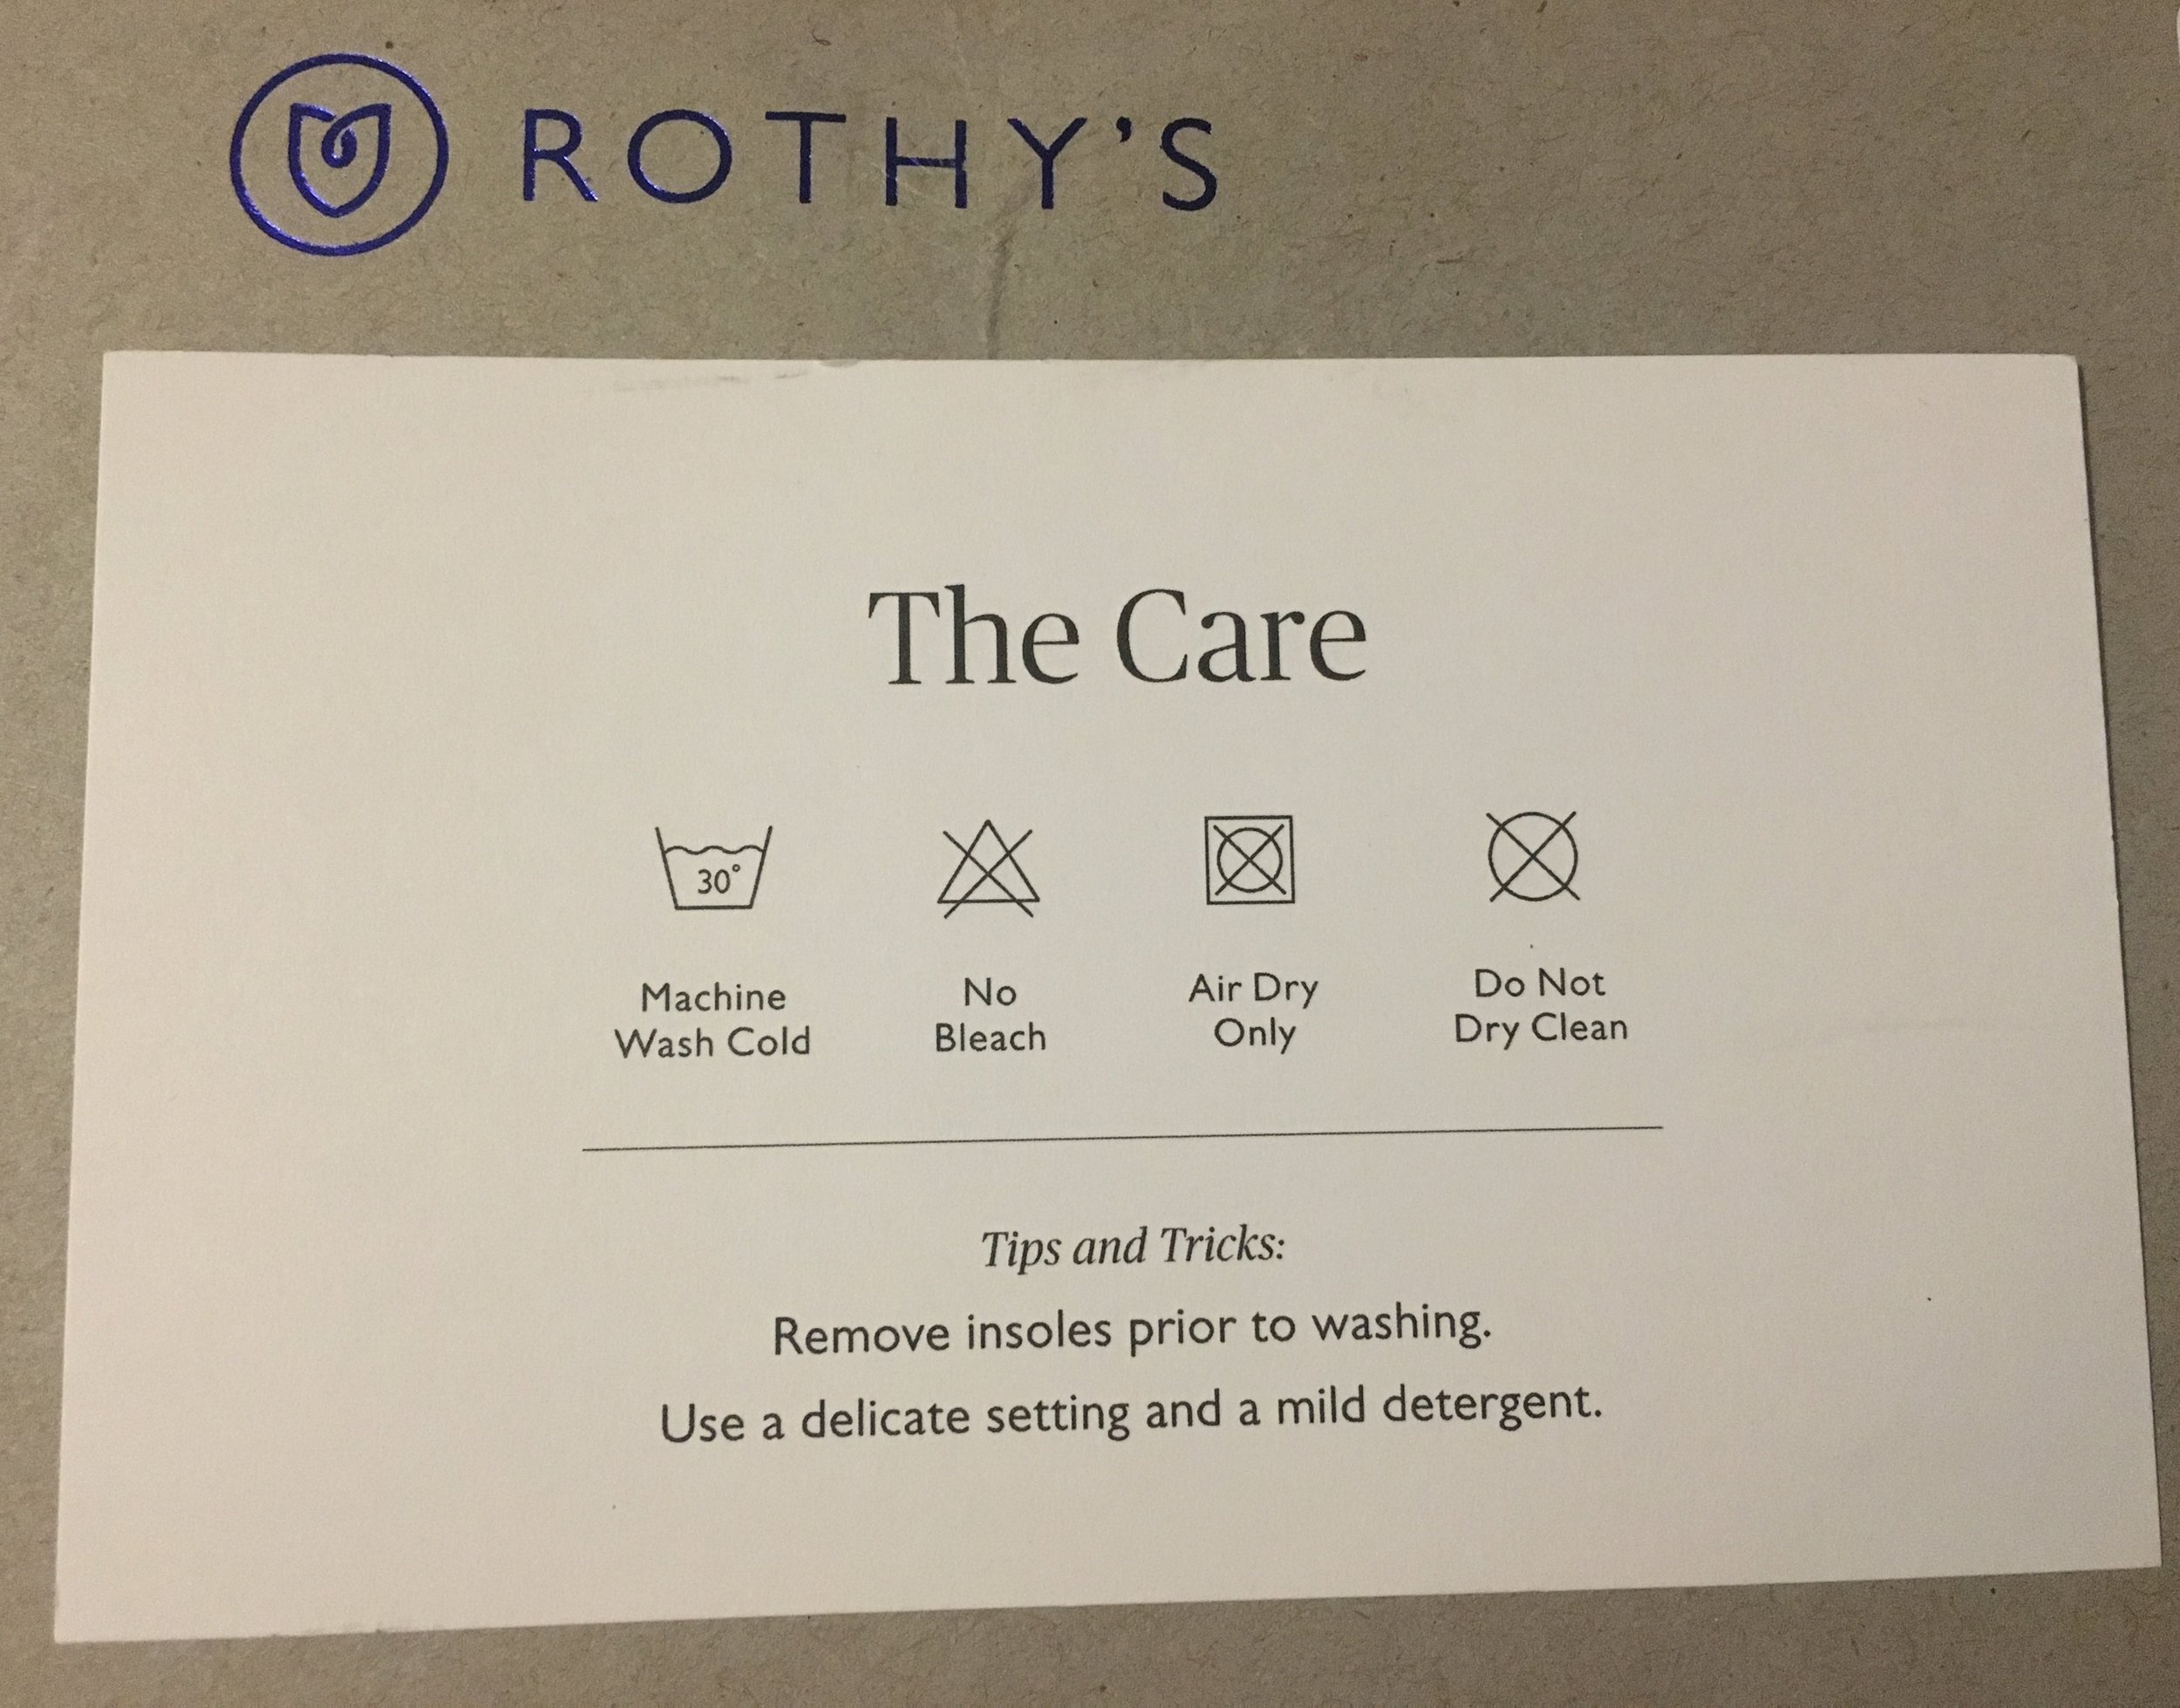 ROTHY'S
The Care
30°
Machine
Wash Cold
No
Bleach
Air Dry
Only
Do Not
Dry Clean
Tips and Tricks:
Remove insoles prior to washing.
Use a delicate setting and a mild detergent.